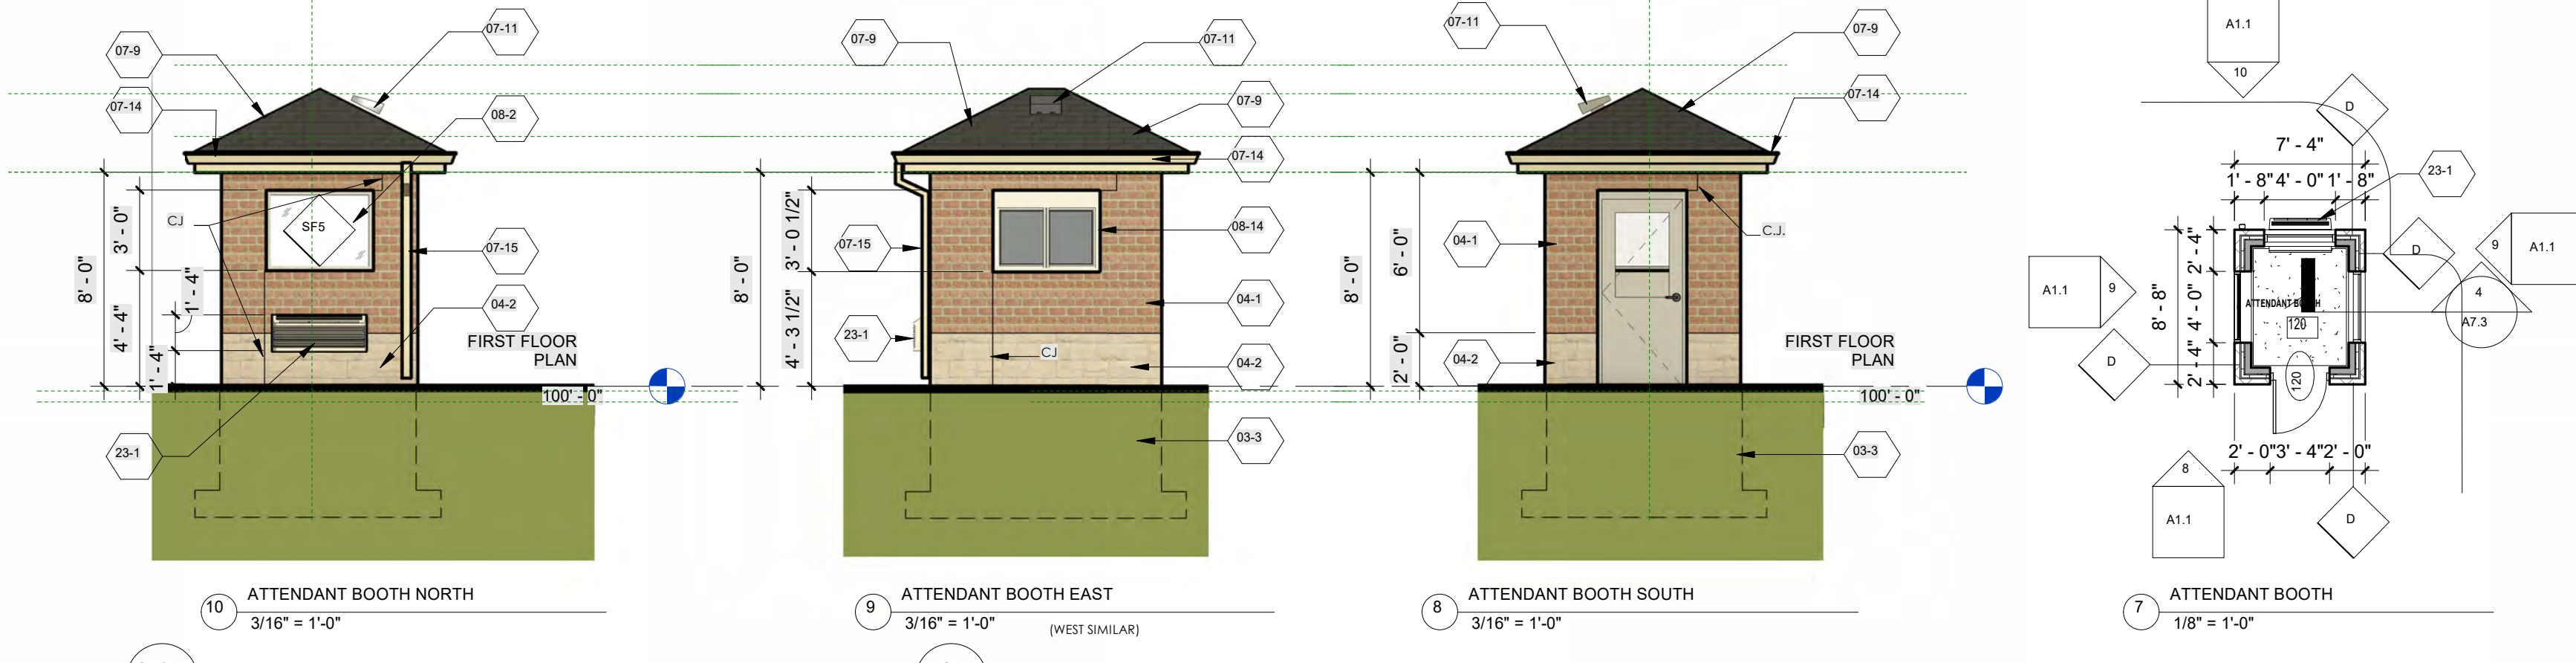 07-9
07-11
07-14
08-2
SF5
CJ
07-15
04-2
3' - 0"
8' - 0"
1' - 4"
4' - 4"
1' - 4"
FIRST FLOOR
PLAN
100' - 0"
23-1
10
ATTENDANT BOOTH NORTH
3/16" = 1'-0"
07-9
07-11
07-9
07-14
08-14
07-15
04-1
23-1
CJ
04-2
03-3
8' - 0"
3' - 0 1/2"
4' - 3 1/2"
9
ATTENDANT BOOTH EAST
3/16" = 1'-0"
(WEST SIMILAR)
07-11
07-9
07-14
04-1
C.J.
04-2
8' - 0"
6' - 0"
2' - 0"
FIRST FLOOR
PLAN
100' - 0"
03-3
8
ATTENDANT BOOTH SOUTH
3/16" = 1'-0"
A1.1
10
D
7' - 4"
23-1
1' - 8" 4' - 0" 1' - 8"
D
9
A1.1
A1.1
9
8' - 8"
2' - 4"
4' - 0"
2' - 4"
ATTENDANT BOOTH
120
120
4
A7.3
D
2' - 0" 3' - 4" 2' - 0"
8
A1.1
D
7
ATTENDANT BOOTH
1/8" = 1'-0"